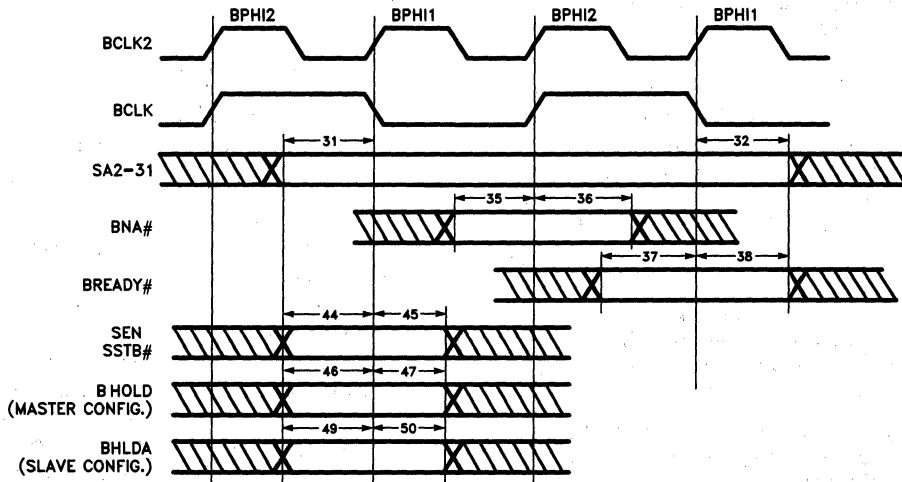 BPHI2 BPHI1 BPHI2 BPHI1
BCLK2
BCLK
31 32
SA2-31
35 36
BNA#
37 38
BREADY#
44 45
SEN
SSTB#
46 47
BHOLD
(MASTER CONFIG.)
49 50
BHLDA
(SLAVE CONFIG.)